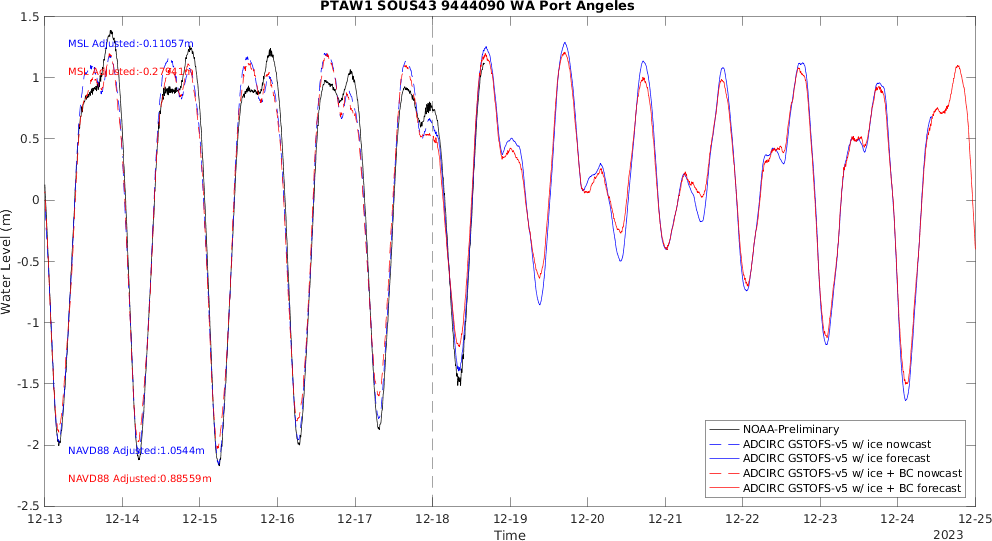 PTAW1 SOUS43 9444090 WA Port Angeles
Water Level (m)
1.5
1
0.5
0
-0.5
-1
-1.5
-2
-2.5
MSL Adjusted:-0.11057m
MSL Adjusted:-0.27941m
NAVD88 Adjusted:1.0544m
NAVD88 Adjusted:0.88559m
NOAA-Preliminary
ADCIRC GSTOFS-v5 w/ ice nowcast
ADCIRC GSTOFS-v5 w/ ice forecast
ADCIRC GSTOFS-v5 w/ ice + BC nowcast
ADCIRC GSTOFS-v5 w/ ice + BC forecast
12-13 12-14 12-15 12-16 12-17 12-18 12-19 12-20 12-21 12-22 12-23 12-24 12-25
Time
2023